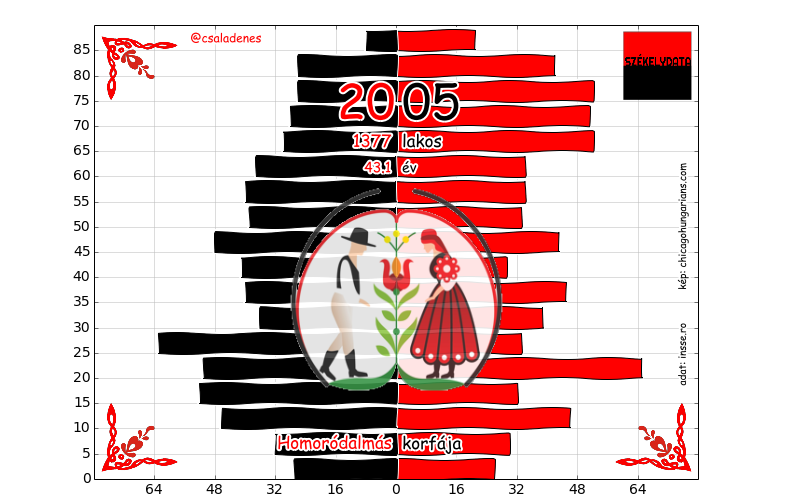 @csaladenes
SZÉKELYDATA
2005
1377 lakos
43.1 év
kép: chicagohungarians.com
adat: insse.ro
Homoródalmás korfája
85
80
75
70
65
60
55
50
45
40
35
30
25
20
15
10
5
0
64 48 32 16 0 16 32 48 64